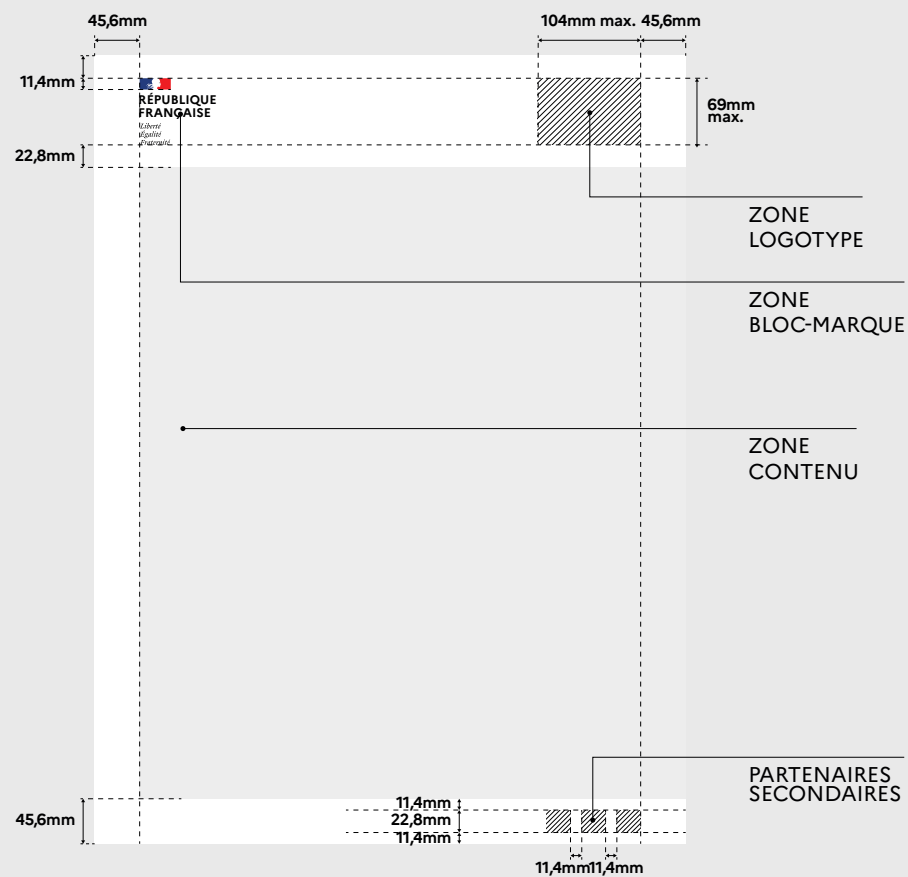 45,6mm
104mm max. 45,6mm
11,4mm
RÉPUBLIQUE
FRANÇAISE
Liberté
Égalité
Fraternité
69mm
max.
22,8mm
ZONE
LOGOTYPE
ZONE
BLOC-MARQUE
ZONE
CONTENU
PARTENAIRES
SECONDAIRES
11,4mm
45,6mm
22,8mm
11,4mm
11,4mm 11,4mm